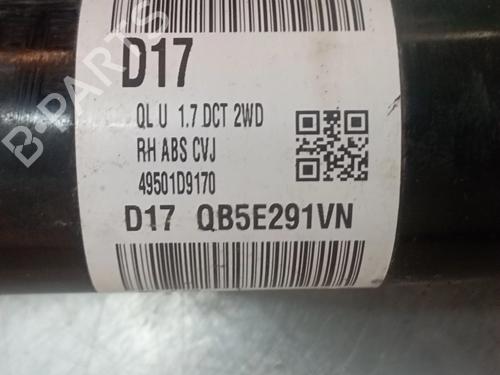 D17
QL U 1.7 DCT 2WD
RH ABS CVJ
49501D9170
D17 QB5E291VN
B-PARTS